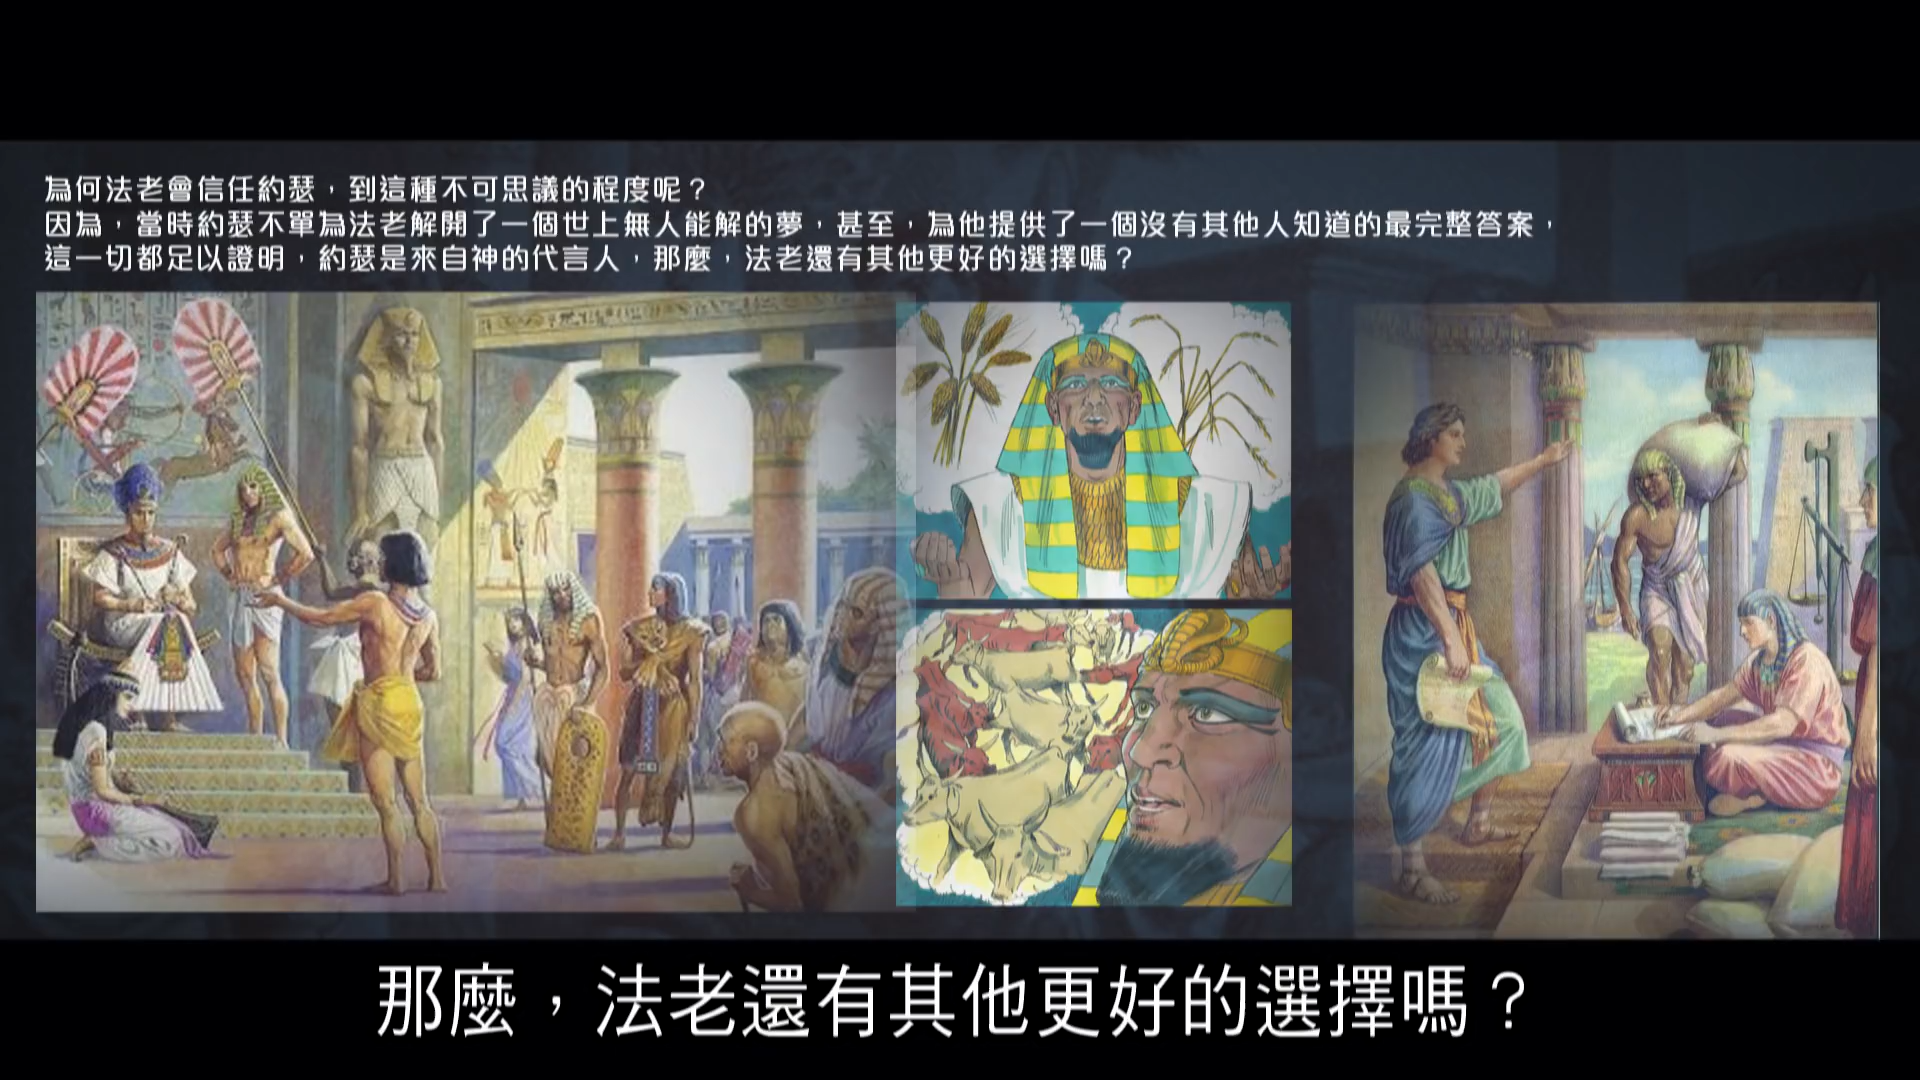 為何法老會信任約瑟，到這種不可思議的程度呢？
因為，當時約瑟不單為法老解開了一個世上無人能解的夢，甚至，為他提供了一個沒有其他人知道的最完整答案，
這一切都足以證明，約瑟是來自神的代言人，那麼，法老還有其他更好的選擇嗎？
那麼，法老還有其他更好的選擇嗎？